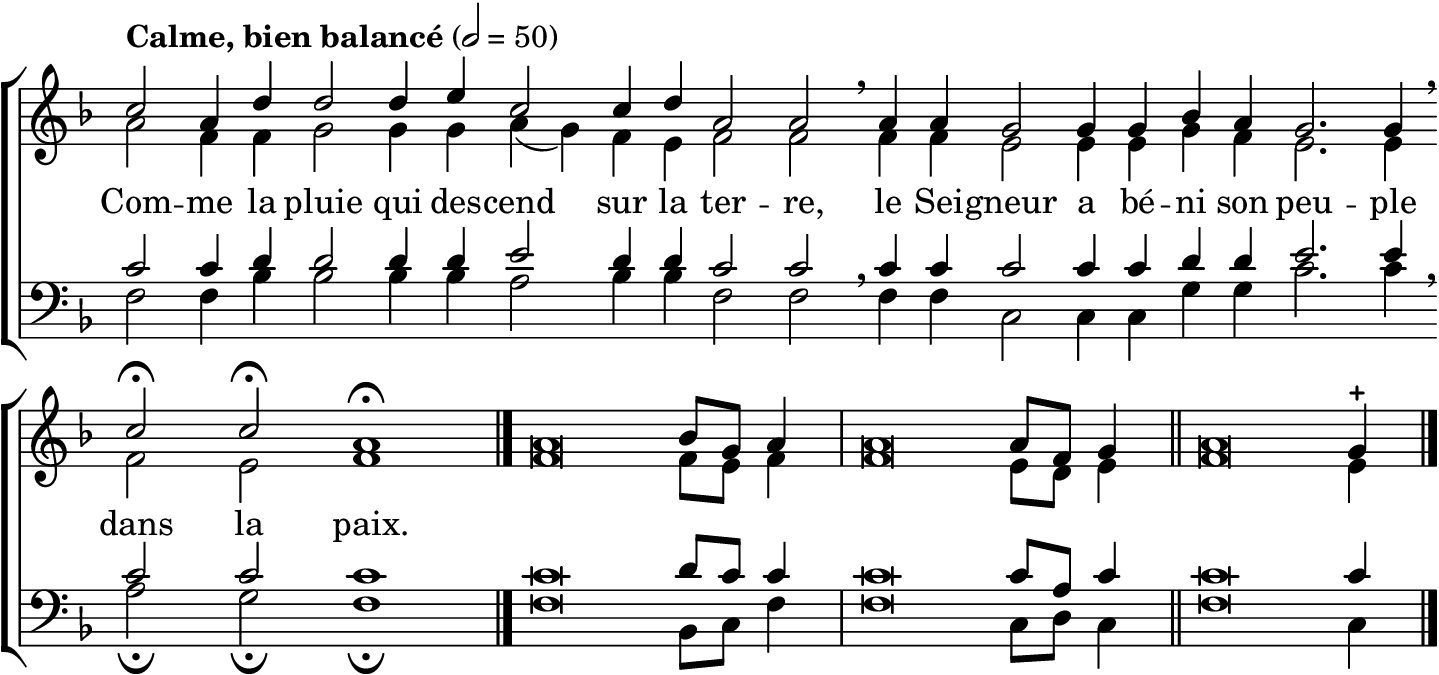 Calme, bien balancé (𝅗𝅥 = 50)
Com -- me la pluie qui descend sur la ter -- re, le Seigneur a bé -- ni son peu -- ple
dans la paix.